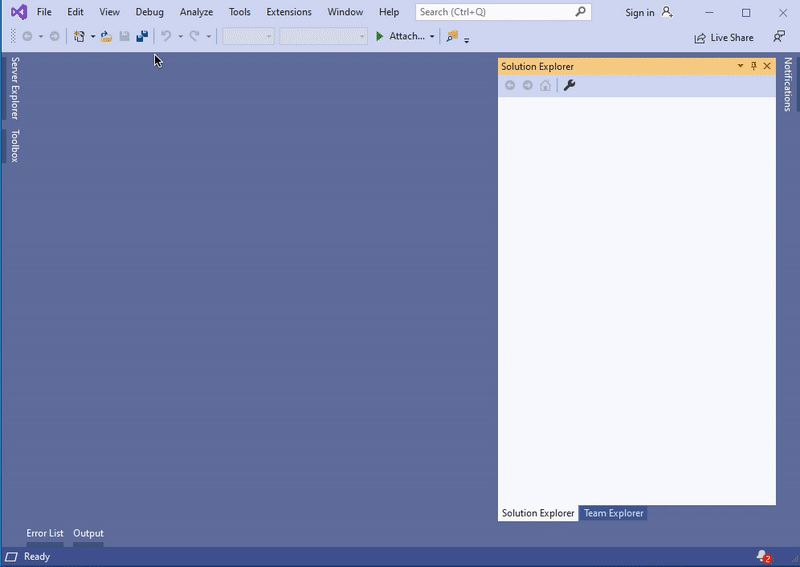 File Edit View Debug Analyze Tools Extensions Window Help Search (Ctrl+Q) Sign in
Attach... Live Share
Server Explorer
Toolbox
Solution Explorer
Notifications
Solution Explorer Team Explorer
Error List Output
Ready 2